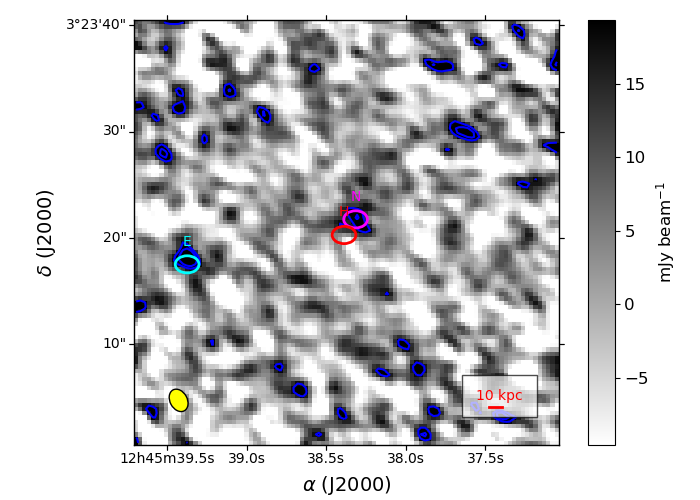 3°23'40"
30"
20"
10"
δ (J2000)
N
E
10 kpc
12h45m39.5s 39.0s 38.5s 38.0s 37.5s
α (J2000)
15
10
5
0
−5
mJy beam⁻¹